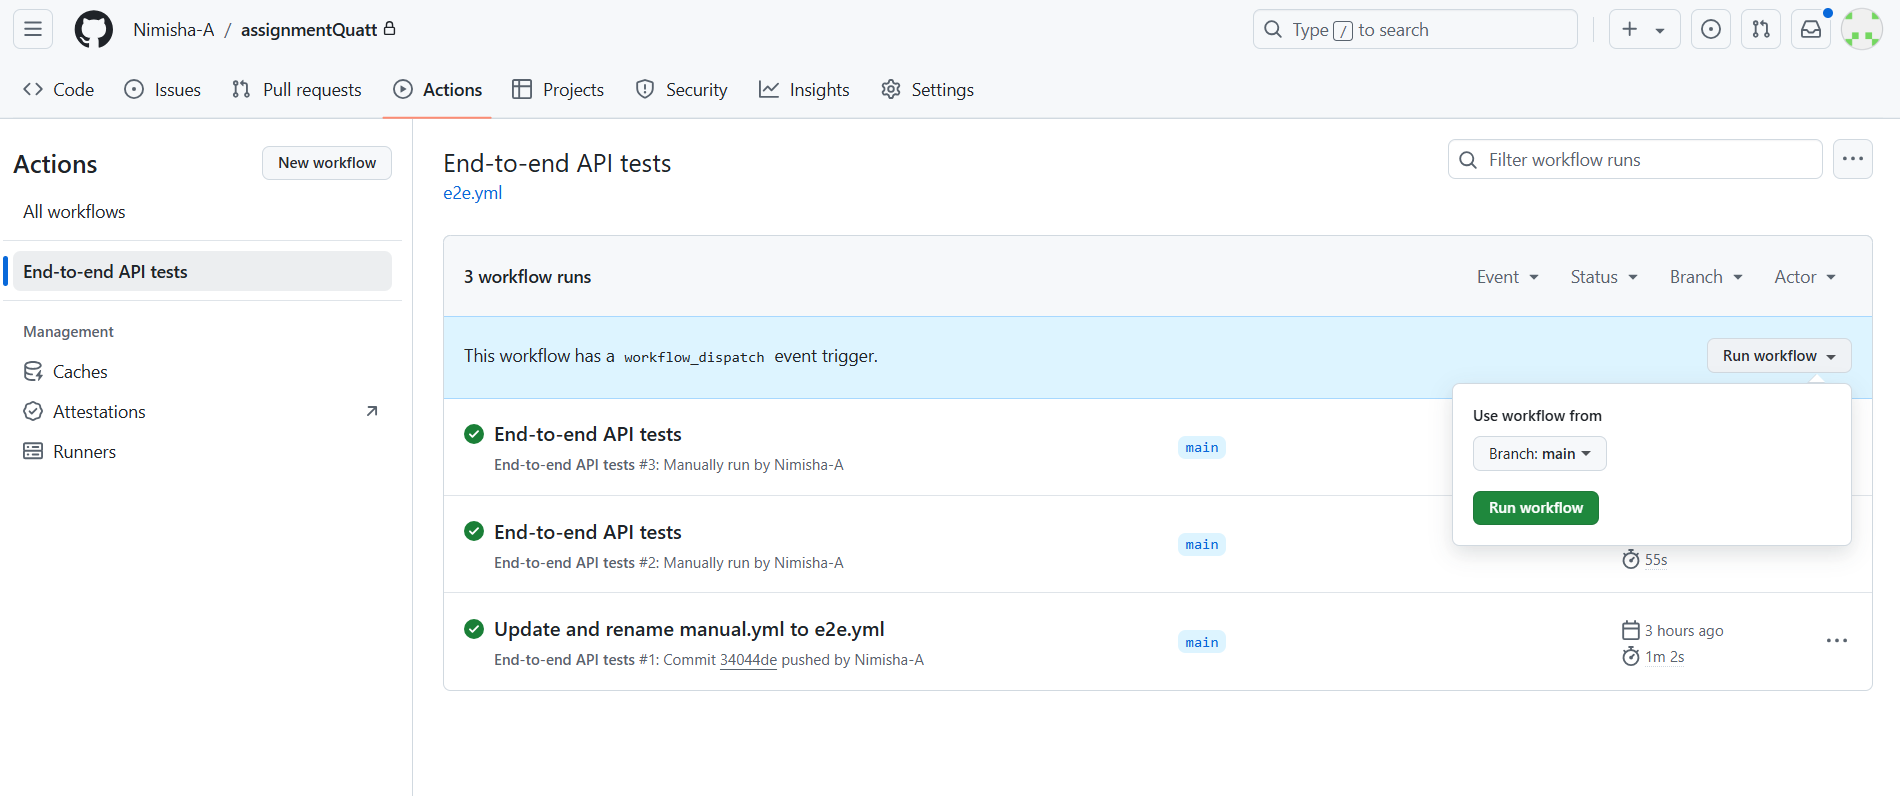 Nimisha-A / assignmentQuatt
Type / to search
Code
Issues
Pull requests
Actions
Projects
Security
Insights
Settings
Actions
New workflow
All workflows
End-to-end API tests
Management
Caches
Attestations
Runners
End-to-end API tests
e2e.yml
Filter workflow runs
3 workflow runs
Event
Status
Branch
Actor
This workflow has a workflow_dispatch event trigger.
Run workflow
Use workflow from
Branch: main
Run workflow
End-to-end API tests
End-to-end API tests #3: Manually run by Nimisha-A
main
End-to-end API tests
End-to-end API tests #2: Manually run by Nimisha-A
main
55s
Update and rename manual.yml to e2e.yml
End-to-end API tests #1: Commit 34044de pushed by Nimisha-A
main
3 hours ago
1m 2s